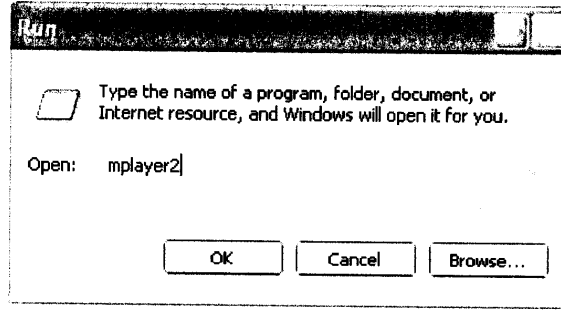 Run
Type the name of a program, folder, document, or
Internet resource, and Windows will open it for you.
Open: mplayer2
OK Cancel Browse...